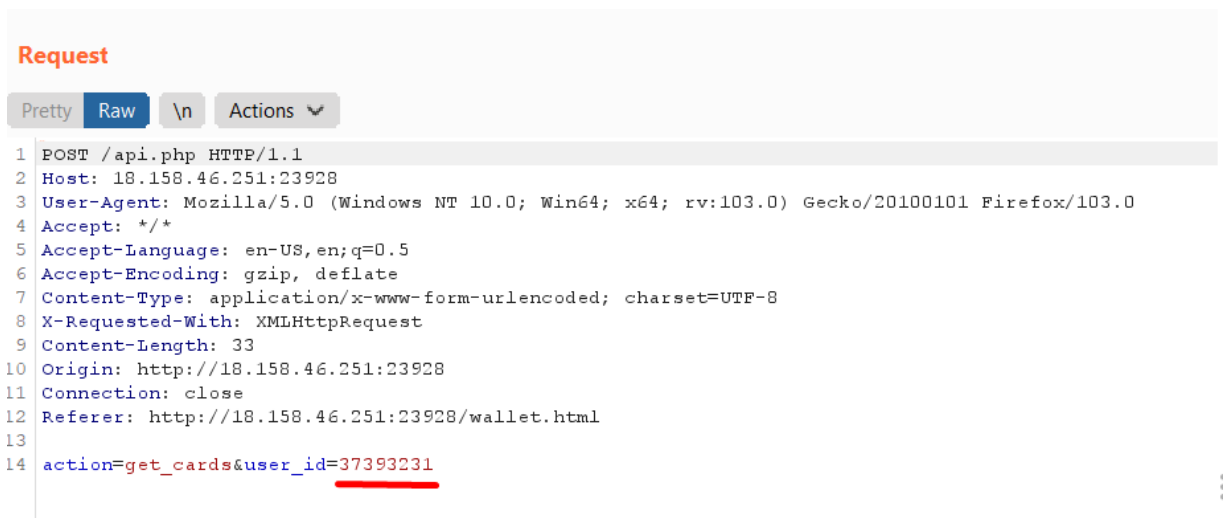 Request
Pretty Raw \n Actions
1 POST /api.php HTTP/1.1
2 Host: 18.158.46.251:23928
3 User-Agent: Mozilla/5.0 (Windows NT 10.0; Win64; x64; rv:103.0) Gecko/20100101 Firefox/103.0
4 Accept: */*
5 Accept-Language: en-US,en;q=0.5
6 Accept-Encoding: gzip, deflate
7 Content-Type: application/x-www-form-urlencoded; charset=UTF-8
8 X-Requested-With: XMLHttpRequest
9 Content-Length: 33
10 Origin: http://18.158.46.251:23928
11 Connection: close
12 Referer: http://18.158.46.251:23928/wallet.html
13
14 action=get_cards&user_id=37393231